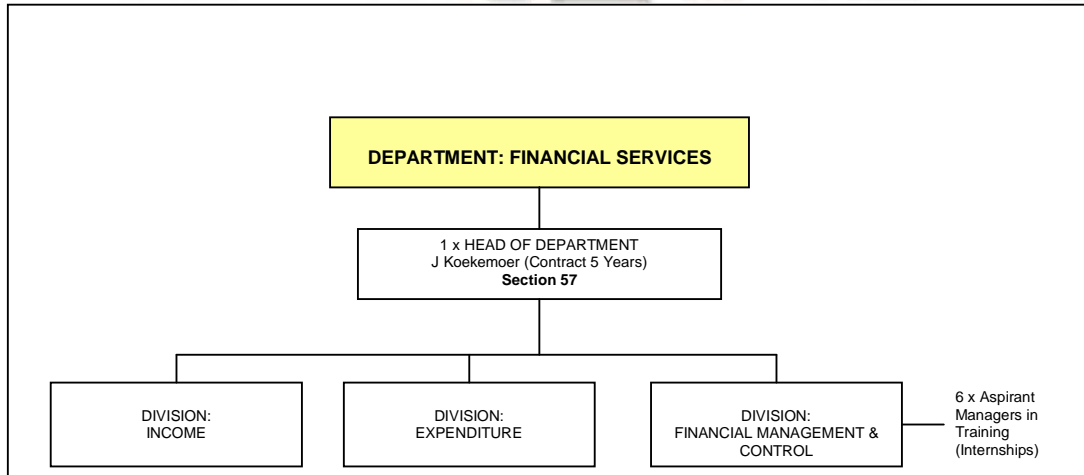 DEPARTMENT: FINANCIAL SERVICES
1 x HEAD OF DEPARTMENT
J Koekemoer (Contract 5 Years)
Section 57
DIVISION:
INCOME
DIVISION:
EXPENDITURE
DIVISION:
FINANCIAL MANAGEMENT &
CONTROL
6 x Aspirant
Managers in
Training
(Internships)